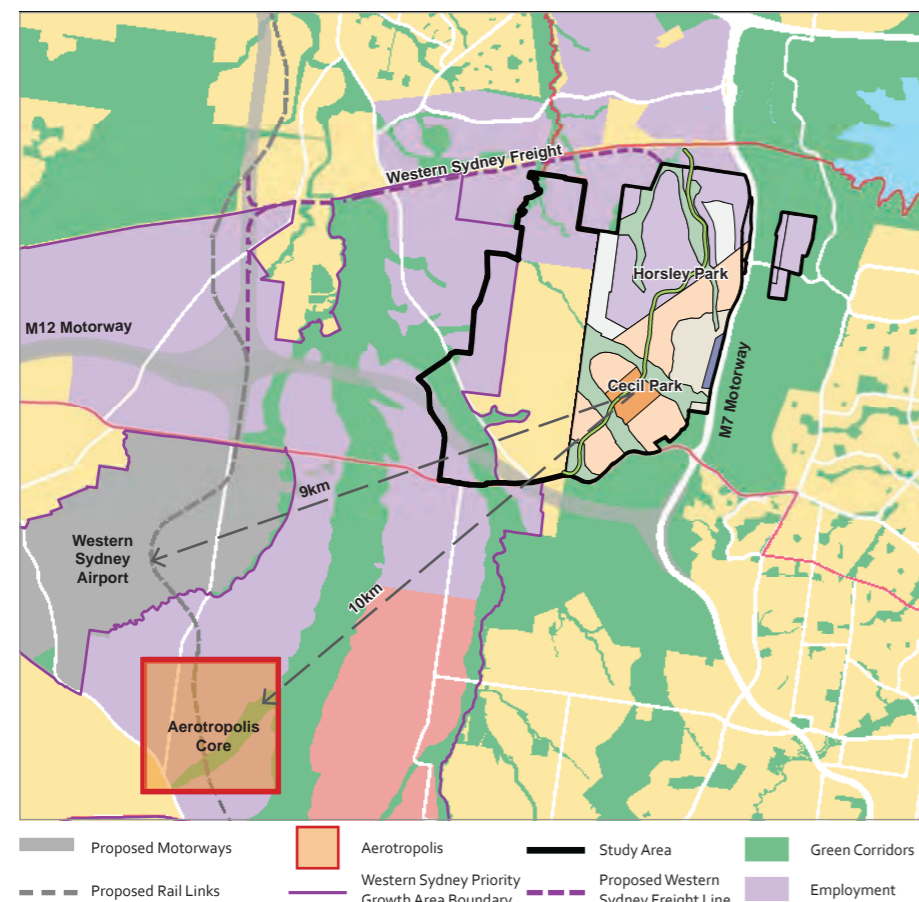 Western Sydney Freight
Horsley Park
M12 Motorway
Cecil Park
M7 Motorway
9km
Western
Sydney
Airport
10km
Aerotropolis
Core
Proposed Motorways
Aerotropolis
Study Area
Green Corridors
Proposed Rail Links
Western Sydney Priority
Growth Area Boundary
Proposed Western
Sydney Freight Line
Employment